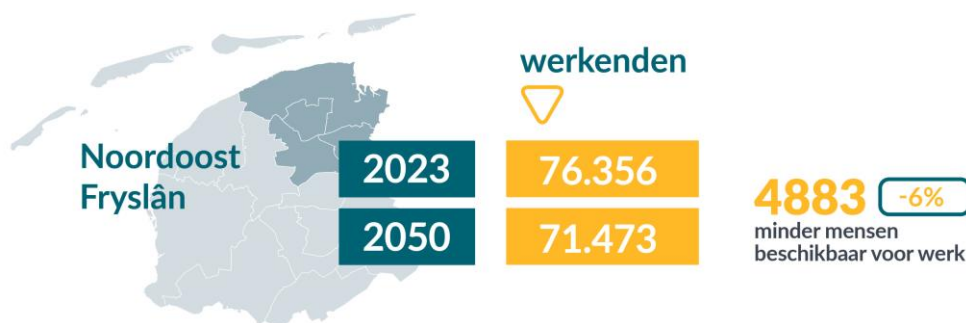 werkenden
Noordoost
Fryslân
2023
76.356
2050
71.473
4883
-6%
minder mensen
beschikbaar voor werk